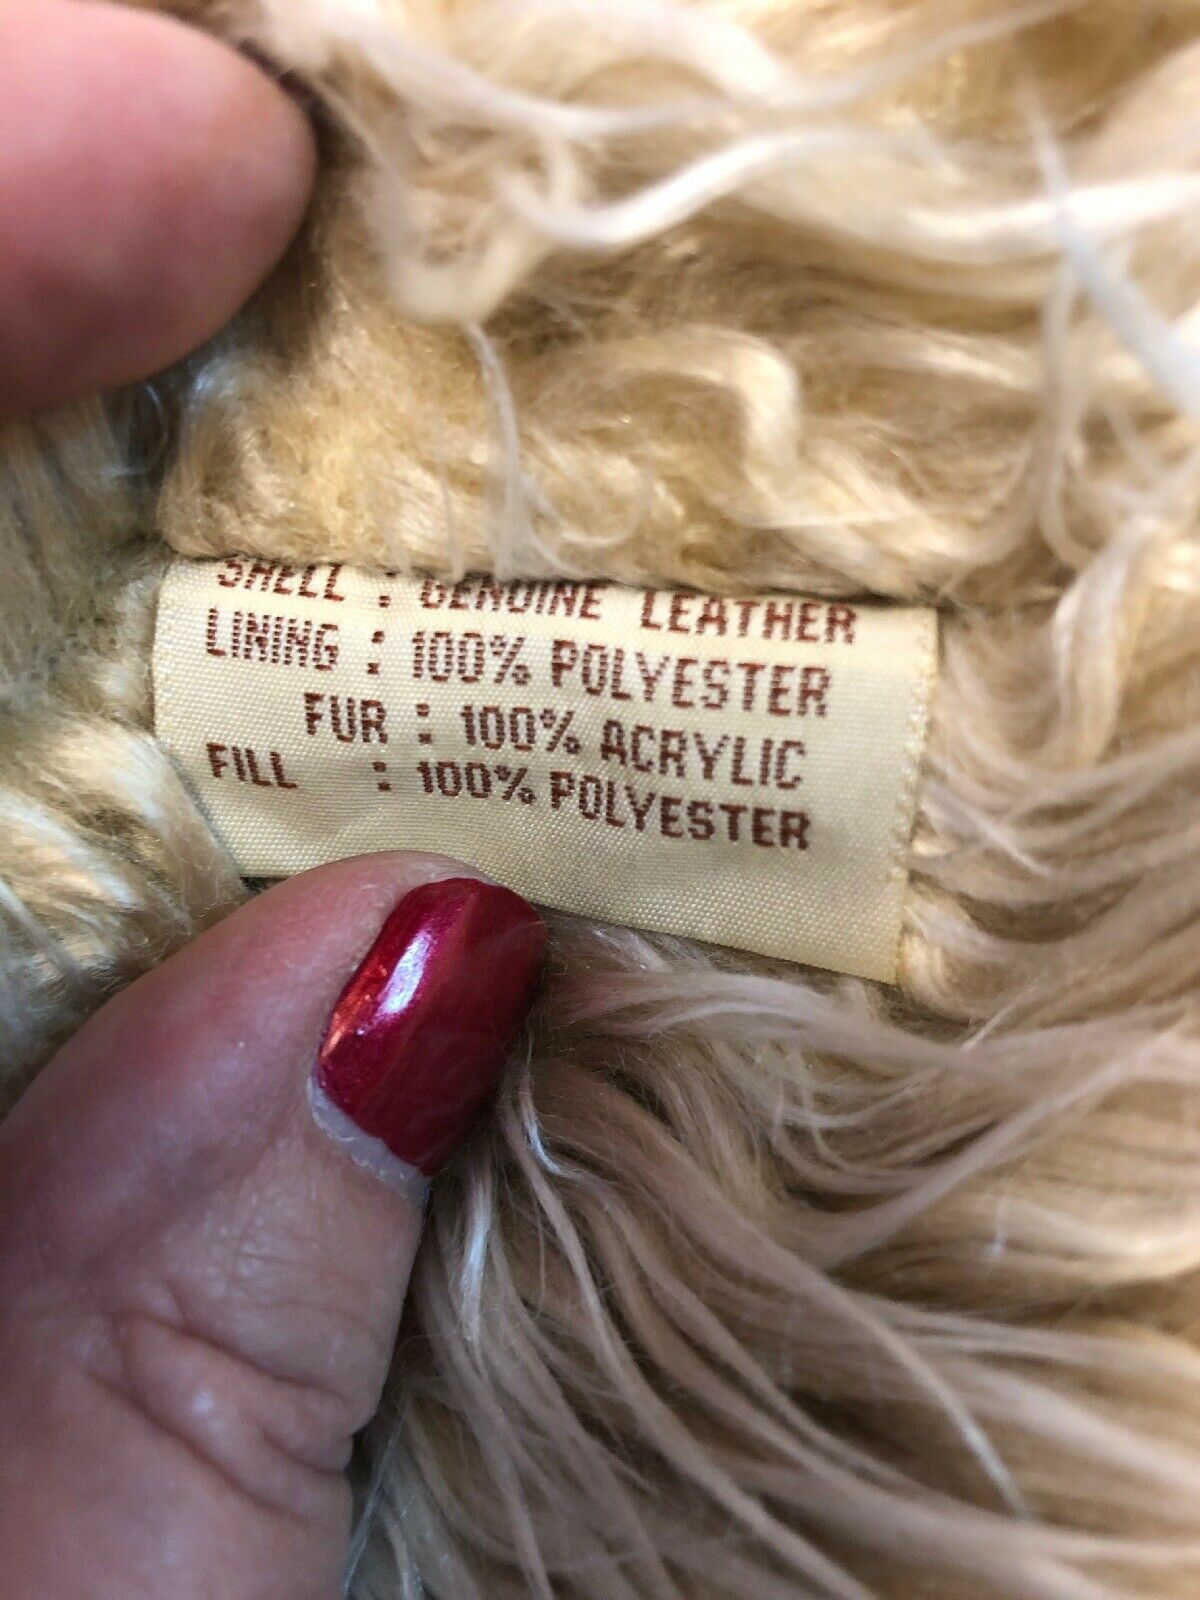 SHELL : GENUINE LEATHER
LINING : 100% POLYESTER
FUR : 100% ACRYLIC
FILL : 100% POLYESTER